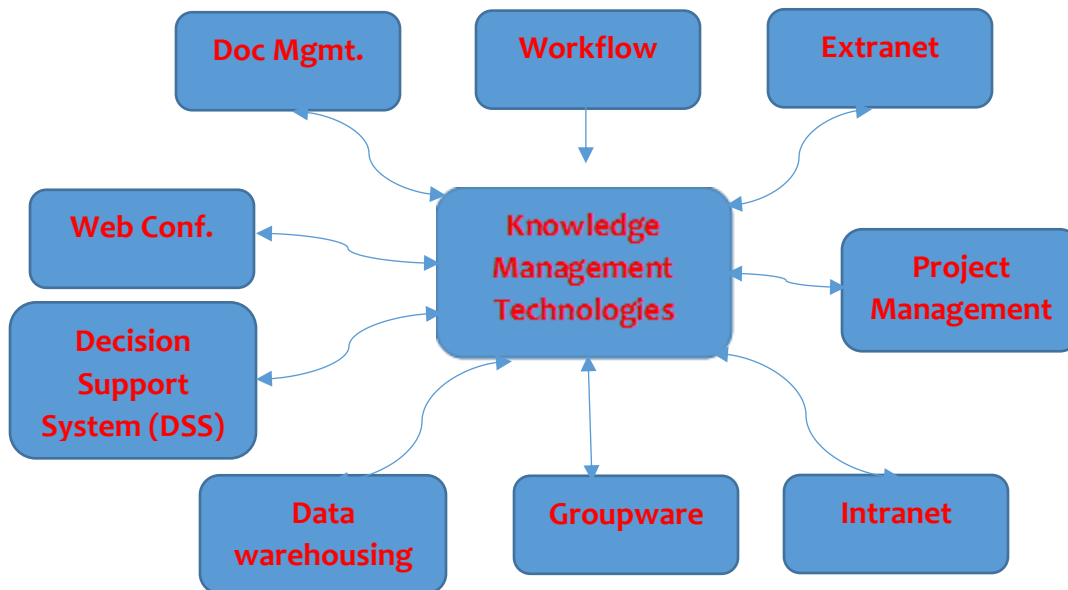 Doc Mgmt.
Workflow
Extranet
Web Conf.
Knowledge
Management
Technologies
Project
Management
Decision
Support
System (DSS)
Data
warehousing
Groupware
Intranet